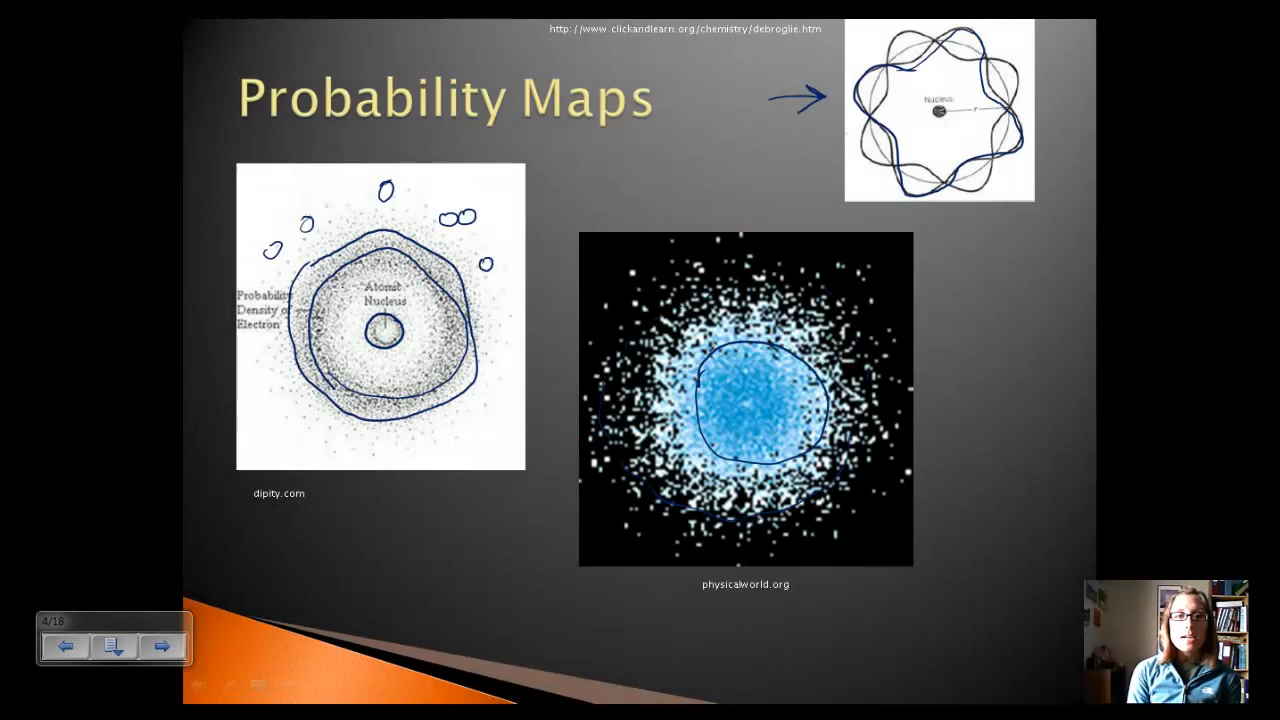 http://www.clickandlearn.org/chemistry/debroglie.htm
Probability Maps
Nucleus
r
Atomic
Nucleus
Probability
Density of
Electron
dipity.com
physicalworld.org
4/18